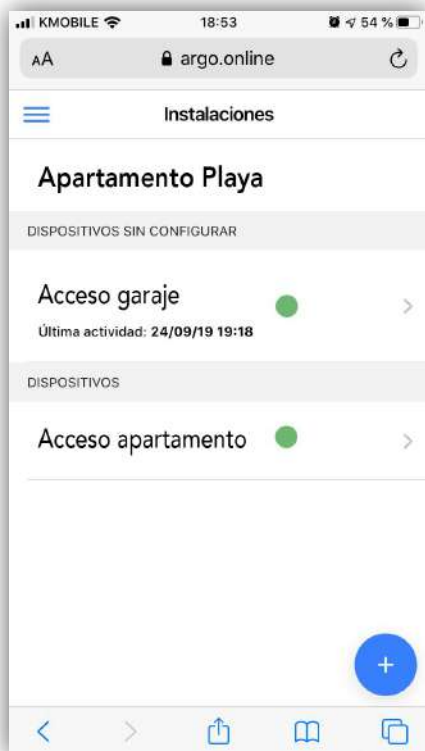 KMOBILE 18:53 54 %
AA argo.online
Instalaciones
Apartamento Playa
DISPOSITIVOS SIN CONFIGURAR
Acceso garaje
Última actividad: 24/09/19 19:18
DISPOSITIVOS
Acceso apartamento
+